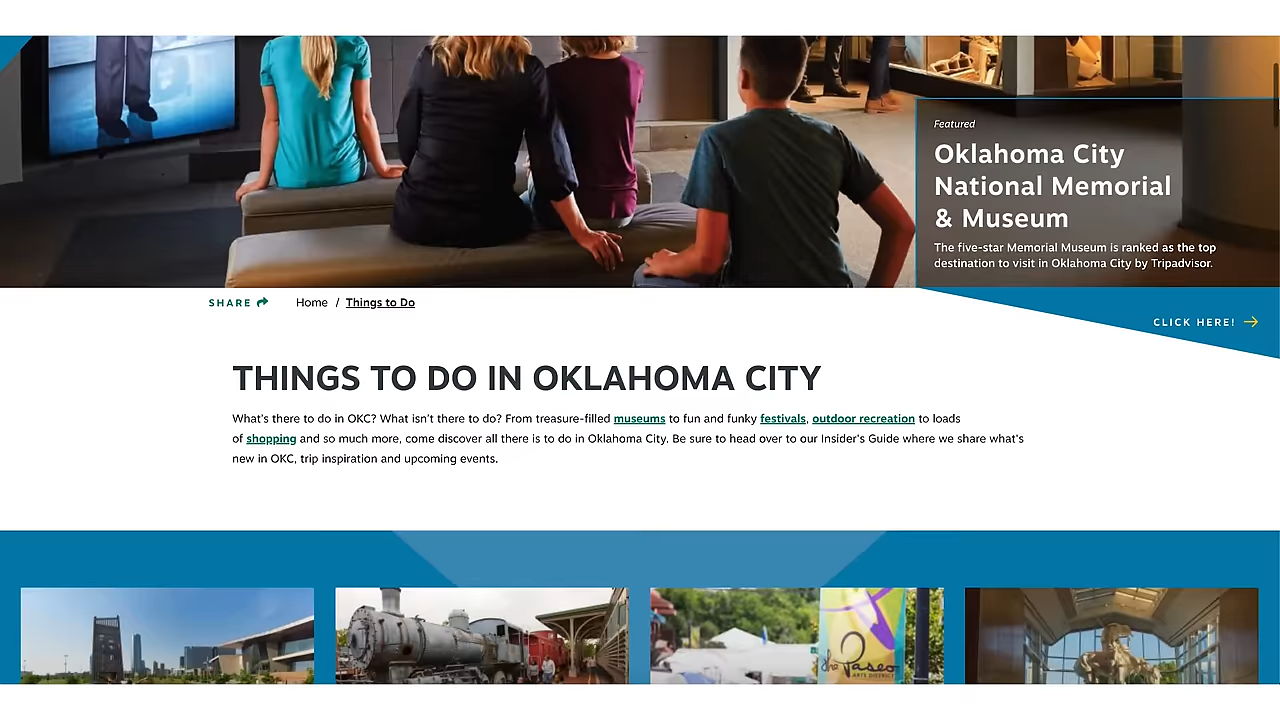 Featured
Oklahoma City
National Memorial
& Museum
The five-star Memorial Museum is ranked as the top
destination to visit in Oklahoma City by Tripadvisor.
SHARE
Home / Things to Do
CLICK HERE!
THINGS TO DO IN OKLAHOMA CITY
What's there to do in OKC? What isn't there to do? From treasure-filled museums to fun and funky festivals, outdoor recreation to loads
of shopping and so much more, come discover all there is to do in Oklahoma City. Be sure to head over to our Insider's Guide where we share what's
new in OKC, trip inspiration and upcoming events.
the Paseo
ARTS DISTRICT